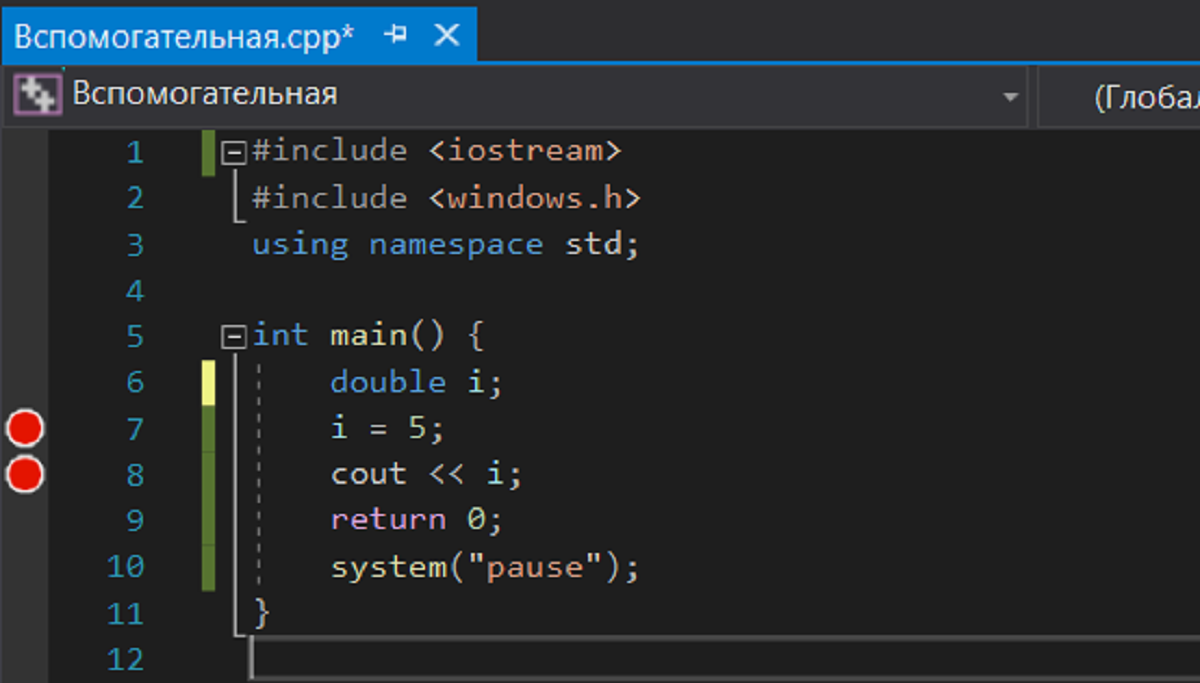 Вспомогательная.cpp*
Вспомогательная
(Глобал
1 #include <iostream>
2 #include <windows.h>
3 using namespace std;
4
5 int main() {
6 double i;
7 i = 5;
8 cout << i;
9 return 0;
10 system("pause");
11 }
12